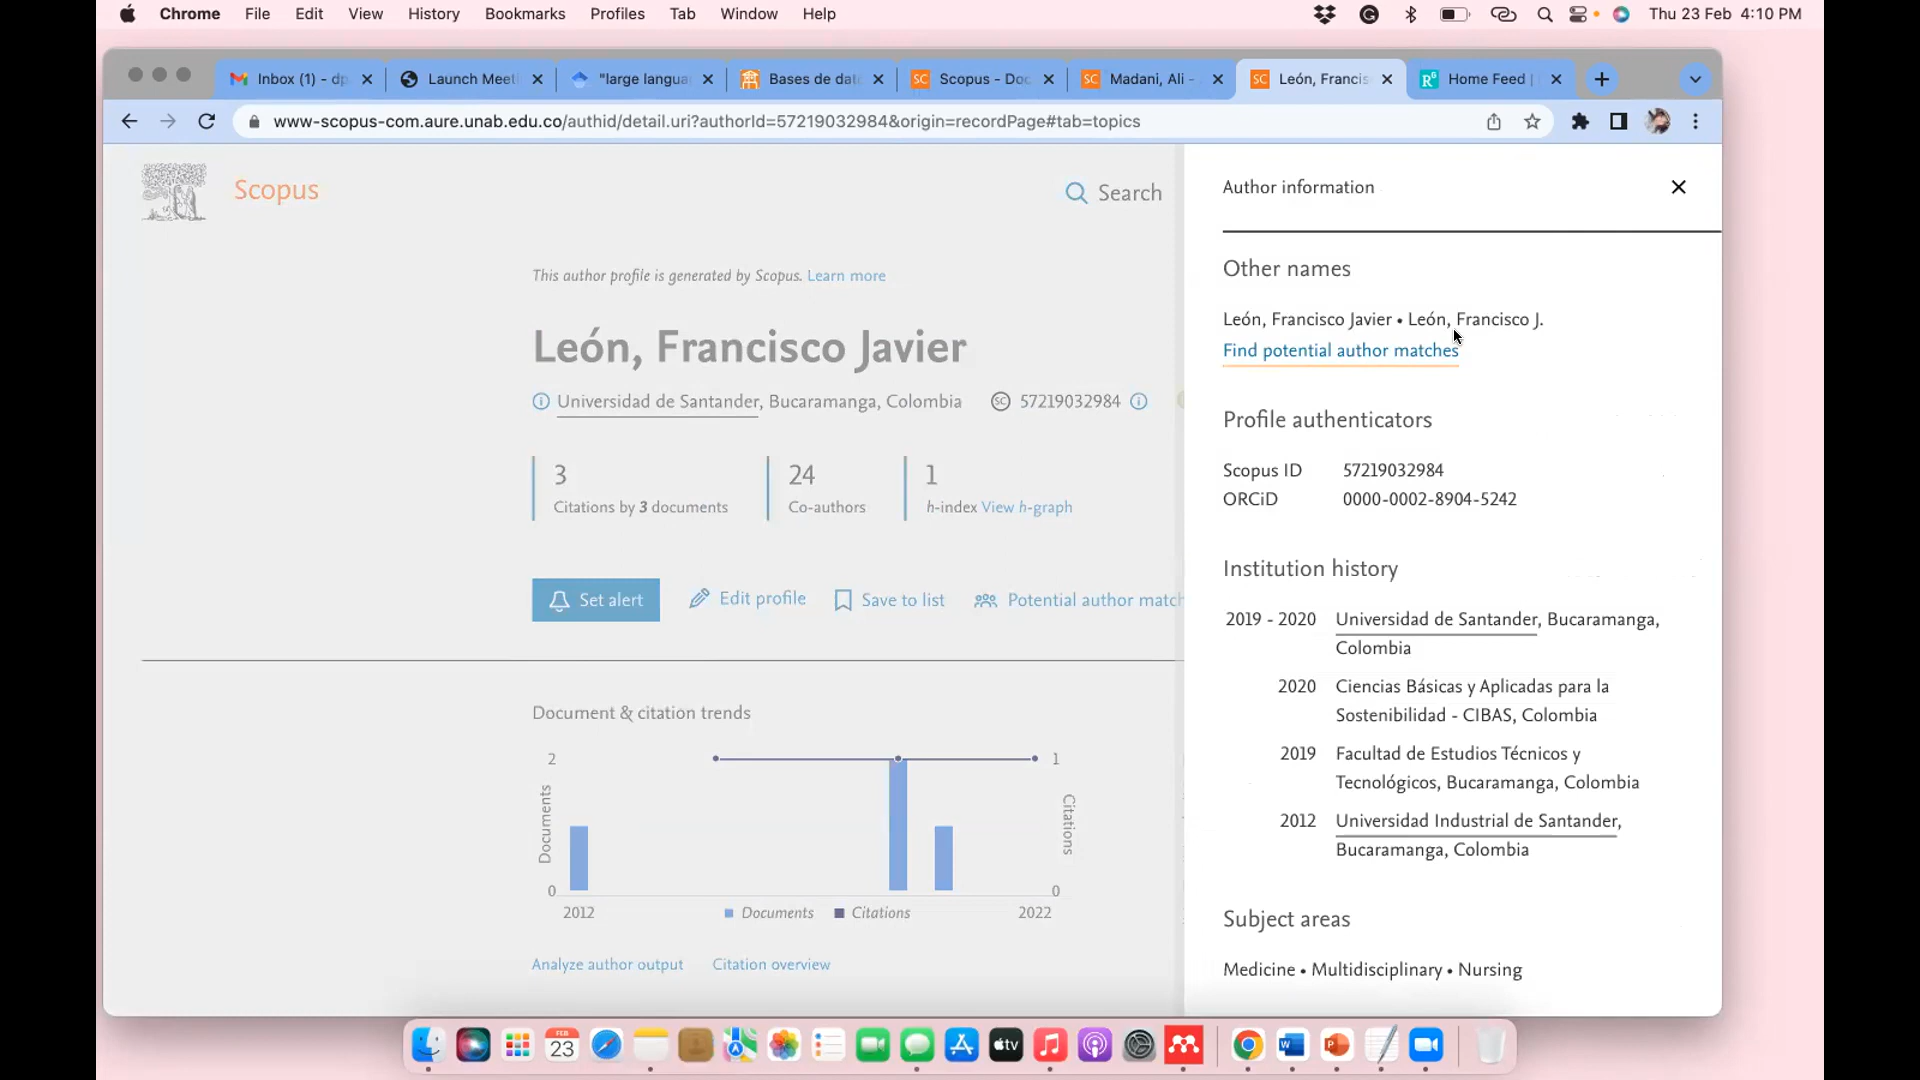 Chrome File Edit View History Bookmarks Profiles Tab Window Help Thu 23 Feb 4:10 PM
Inbox (1) - dp Launch Meet "large langua Bases de dat Scopus - Doc Madani, Ali - León, Francis Home Feed |
www-scopus-com.aure.unab.edu.co/authid/detail.uri?authorId=57219032984&origin=recordPage#tab=topics
Scopus
Search
This author profile is generated by Scopus. Learn more
León, Francisco Javier
Universidad de Santander, Bucaramanga, Colombia SC 57219032984
3 24 1
Citations by 3 documents Co-authors h-index View h-graph
Set alert Edit profile Save to list Potential author match
Document & citation trends
2 1
Documents
Citations
0 0
2012 2022
Documents Citations
Analyze author output Citation overview
Author information
Other names
León, Francisco Javier • León, Francisco J.
Find potential author matches
Profile authenticators
Scopus ID 57219032984
ORCiD 0000-0002-8904-5242
Institution history
2019 - 2020 Universidad de Santander, Bucaramanga,
Colombia
2020 Ciencias Básicas y Aplicadas para la
Sostenibilidad - CIBAS, Colombia
2019 Facultad de Estudios Técnicos y
Tecnológicos, Bucaramanga, Colombia
2012 Universidad Industrial de Santander,
Bucaramanga, Colombia
Subject areas
Medicine • Multidisciplinary • Nursing
FEB
23
tv
W
P